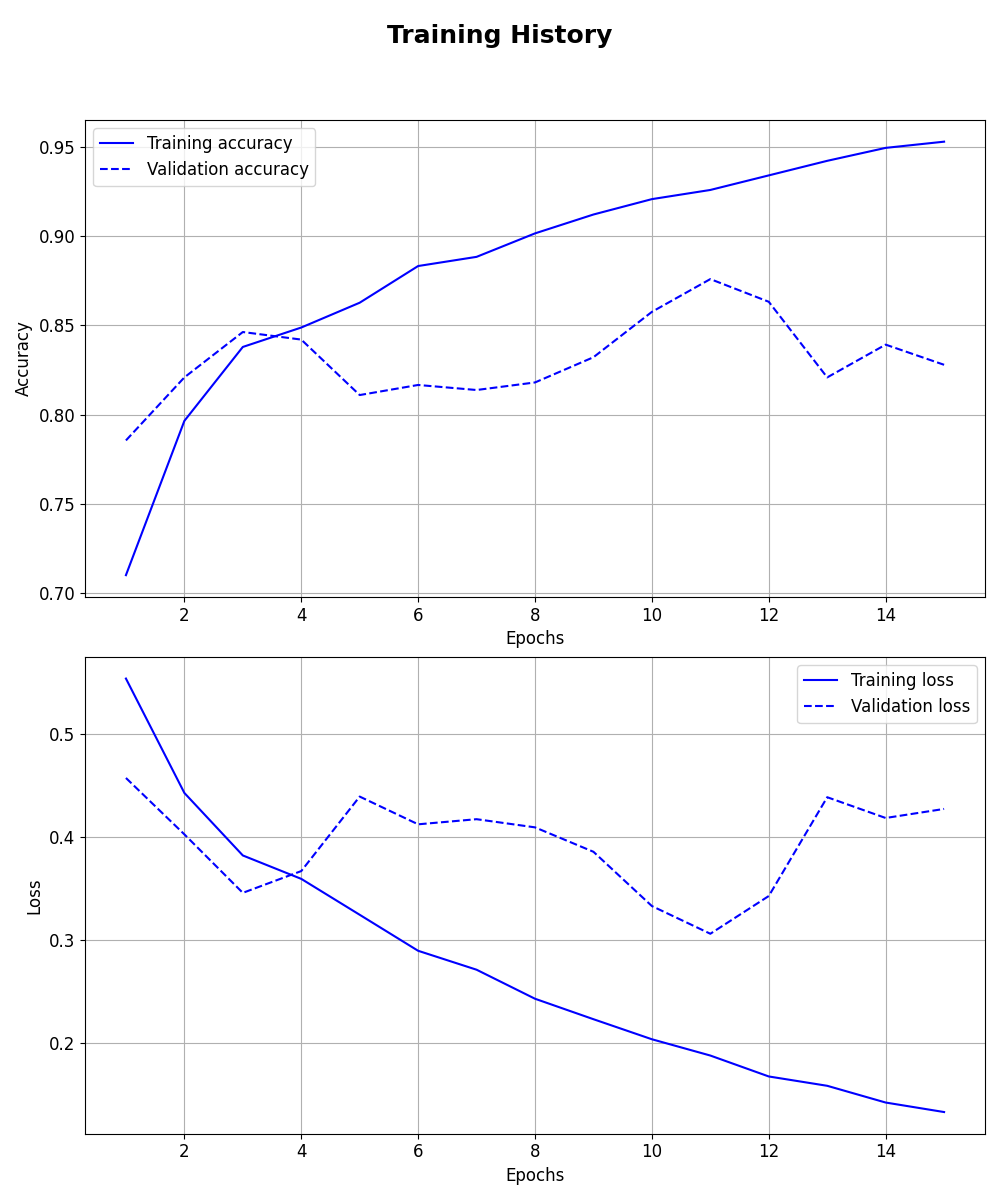 Training History
Training accuracy
Validation accuracy
0.95
0.90
0.85
0.80
0.75
0.70
Accuracy
2 4 6 8 10 12 14
Epochs
Training loss
Validation loss
0.5
0.4
0.3
0.2
Loss
2 4 6 8 10 12 14
Epochs